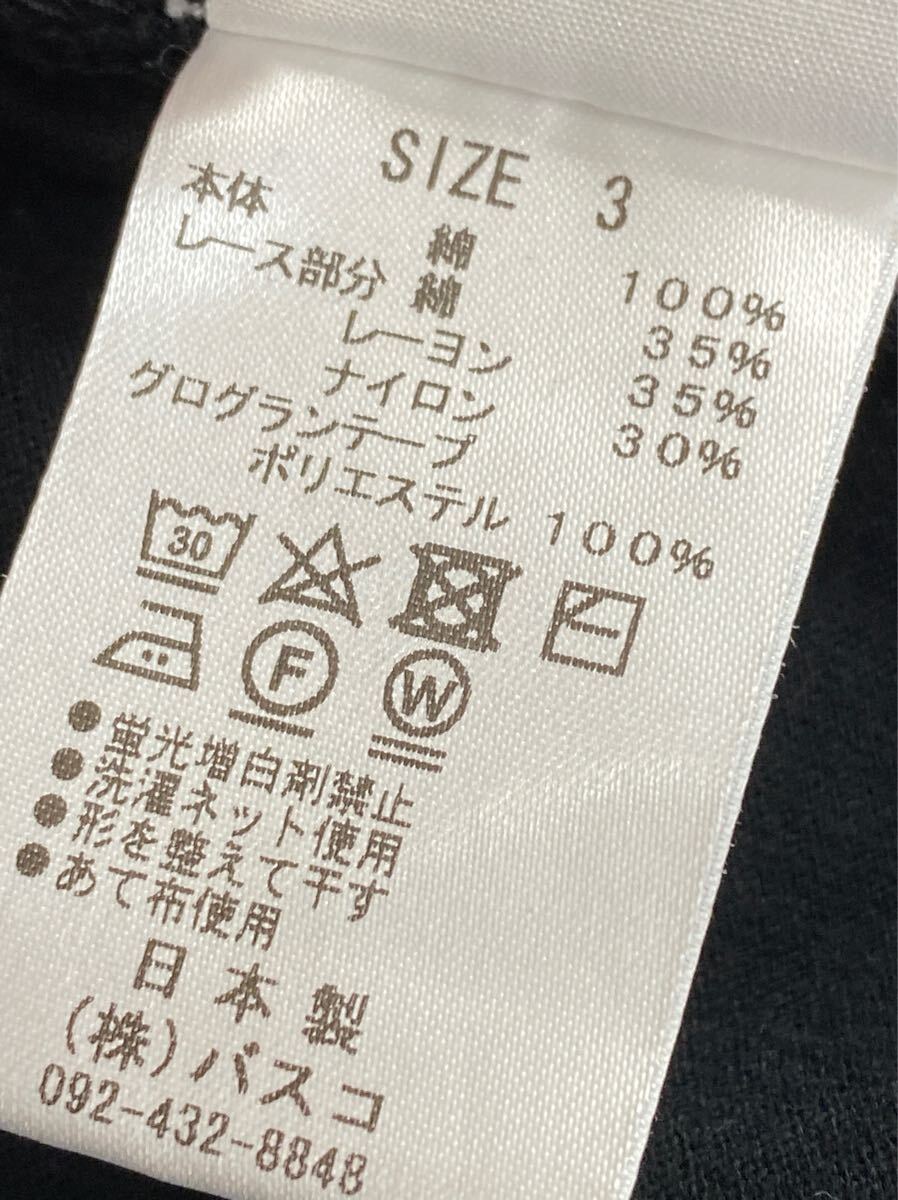 SIZE 3
本体 綿 100%
レース部分 綿 35%
レーヨン 35%
ナイロン 30%
グログランテープ
ポリエステル 100%
30
F W
●蛍光増白剤禁止
●洗濯ネット使用
●形を整えて干す
●あて布使用
日本製
(株)バスコ
092-432-8848